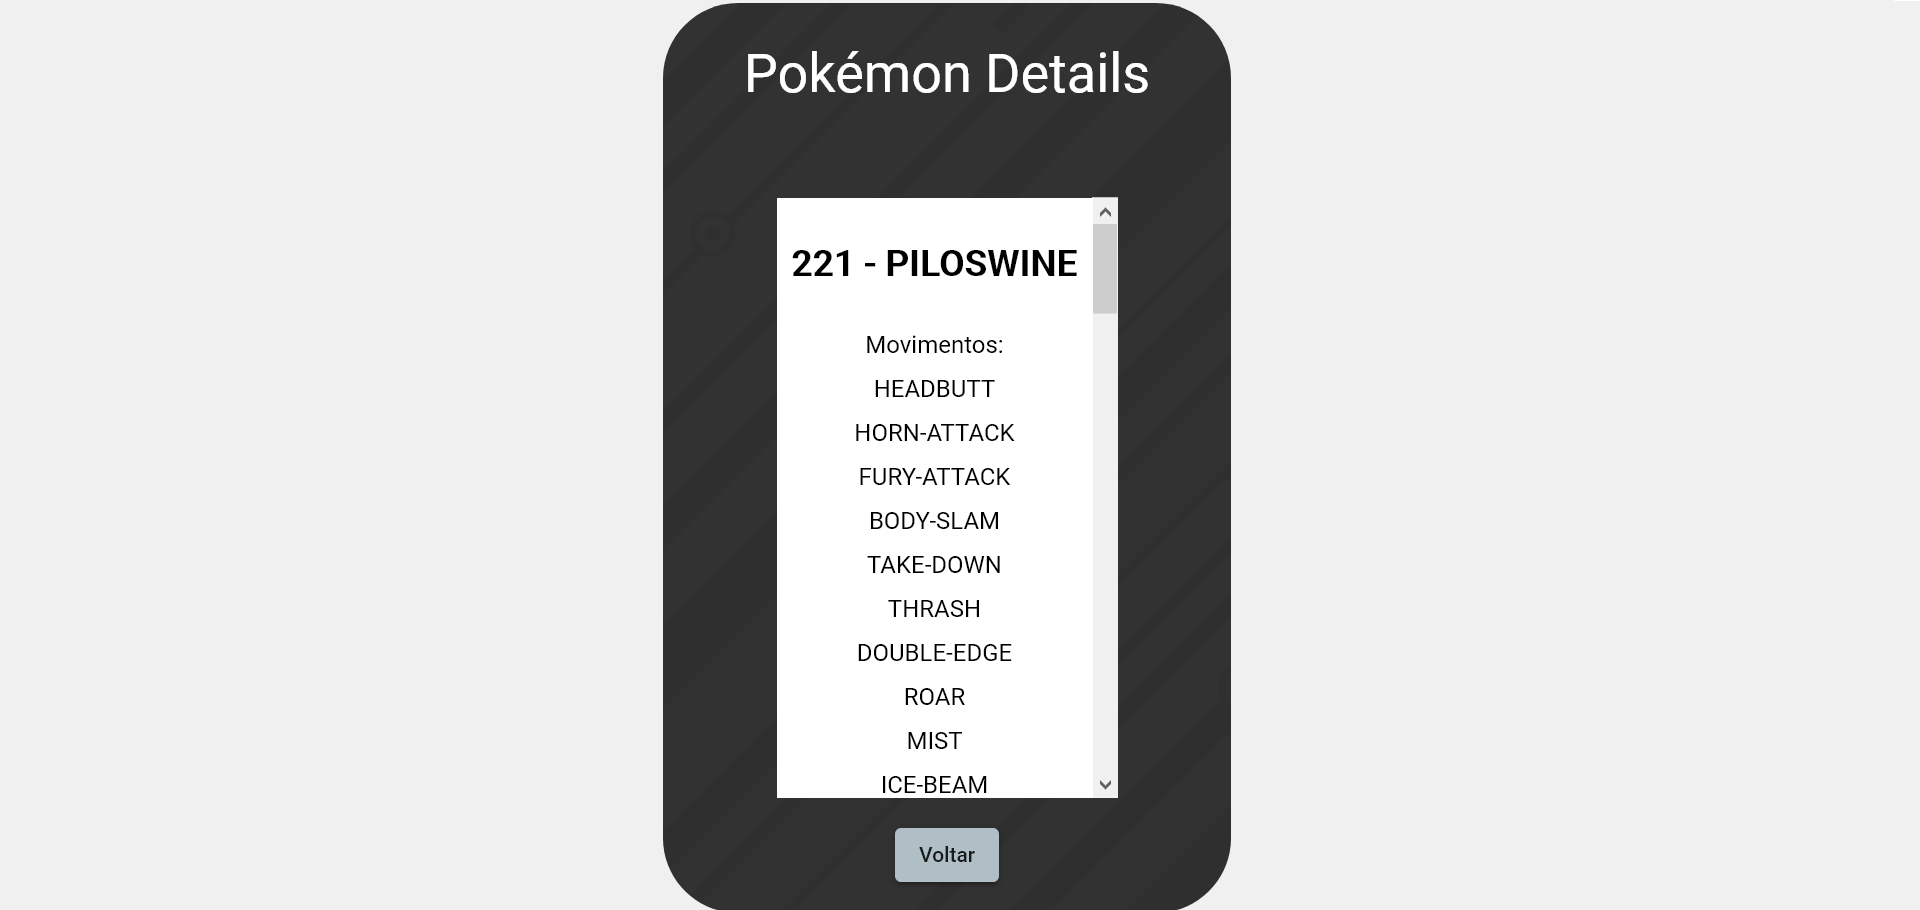 Pokémon Details
221 - PILOSWINE
Movimentos:
HEADBUTT
HORN-ATTACK
FURY-ATTACK
BODY-SLAM
TAKE-DOWN
THRASH
DOUBLE-EDGE
ROAR
MIST
ICE-BEAM
Voltar